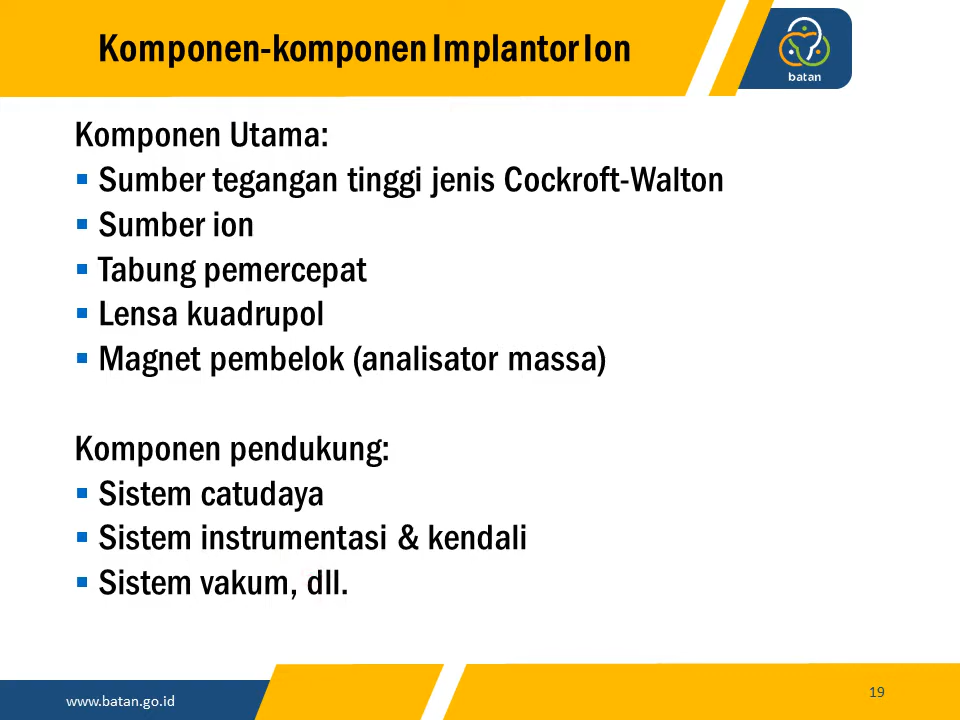 Komponen-komponen Implantor Ion
batan
Komponen Utama:
▪ Sumber tegangan tinggi jenis Cockroft-Walton
▪ Sumber ion
▪ Tabung pemercepat
▪ Lensa kuadrupol
▪ Magnet pembelok (analisator massa)
Komponen pendukung:
▪ Sistem catudaya
▪ Sistem instrumentasi & kendali
▪ Sistem vakum, dll.
www.batan.go.id
19